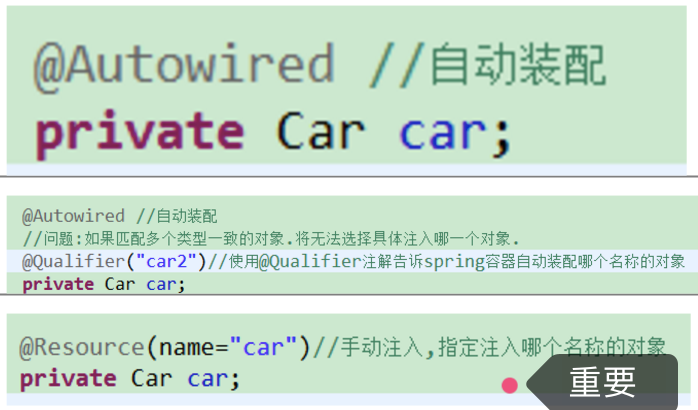 @Autowired //自动装配
private Car car;
@Autowired //自动装配
//问题:如果匹配多个类型一致的对象.将无法选择具体注入哪一个对象.
@Qualifier("car2")//使用@Qualifier注解告诉spring容器自动装配哪个名称的对象
private Car car;
@Resource(name="car")//手动注入,指定注入哪个名称的对象
private Car car;
重要